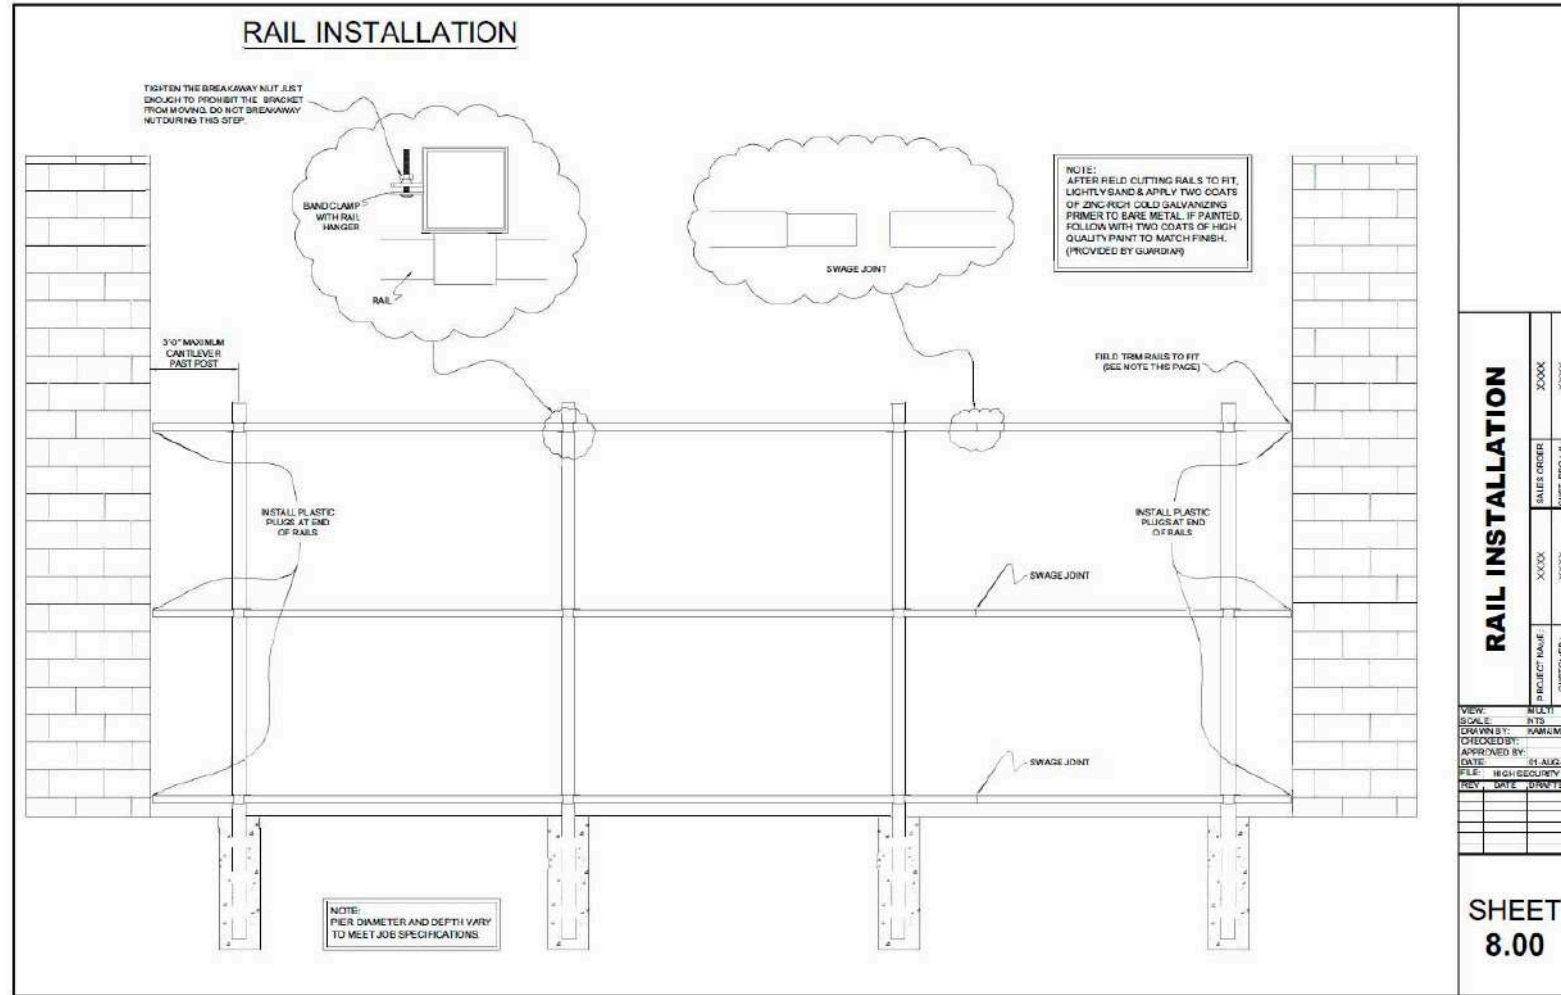 RAIL INSTALLATION
TIGHTEN THE BREAKAWAY NUT JUST
ENOUGH TO PROHIBIT THE BRACKET
FROM MOVING. DO NOT BREAKAWAY
NUT DURING THIS STEP.
BAND CLAMP
WITH RAIL
HANGER
RAIL
SWAGE JOINT
NOTE:
AFTER FIELD CUTTING RAILS TO FIT,
LIGHTLY SAND & APPLY TWO COATS
OF ZINC-RICH COLD GALVANIZING
PRIMER TO BARE METAL. IF PAINTED,
FOLLOW WITH TWO COATS OF HIGH
QUALITY PAINT TO MATCH FINISH.
(PROVIDED BY GUARDIAR)
3'0" MAXIMUM
CANTILEVER
PAST POST
FIELD TRIM RAILS TO FIT
(SEE NOTE THIS PAGE)
INSTALL PLASTIC
PLUGS AT END
OF RAILS
INSTALL PLASTIC
PLUGS AT END
OF RAILS
SWAGE JOINT
SWAGE JOINT
NOTE:
PIER DIAMETER AND DEPTH VARY
TO MEET JOB SPECIFICATIONS.
RAIL INSTALLATION
PROJECT NAME: XXXX
SALES ORDER XXXX
VIEW: MULTI
SCALE: NTS
DRAWN BY:
CHECKED BY:
APPROVED BY:
DATE: 01-AUG-
FILE: HIGH SECURITY
REV DATE
SHEET
8.00